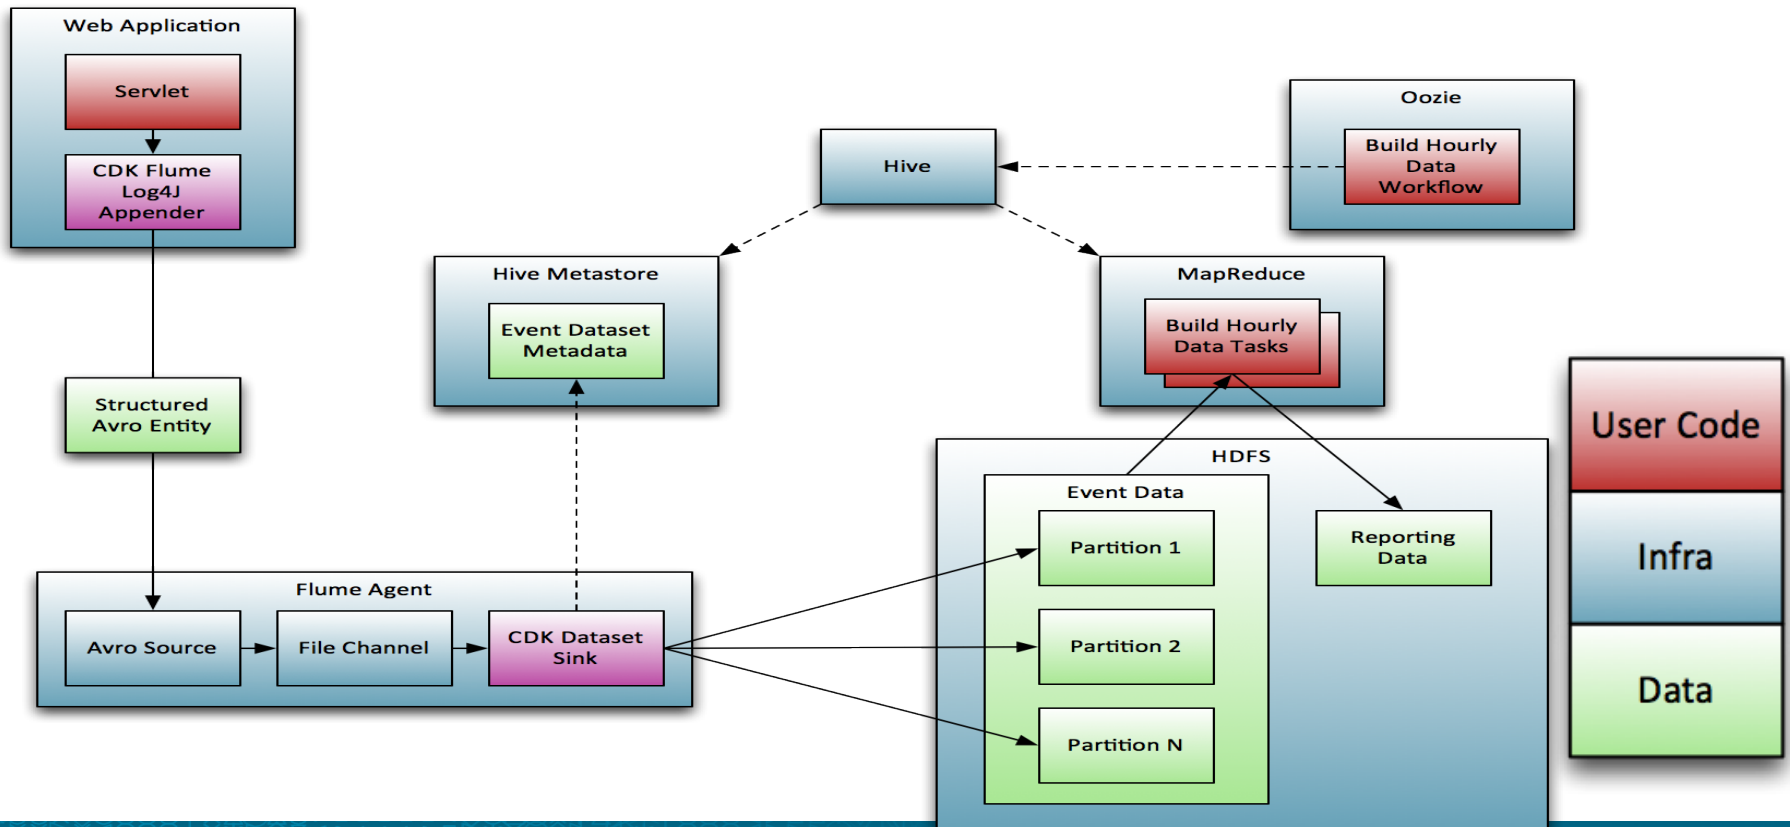 Web Application
Servlet
CDK Flume
Log4J
Appender
Structured
Avro Entity
Flume Agent
Avro Source
File Channel
CDK Dataset
Sink
Hive Metastore
Event Dataset
Metadata
Hive
Oozie
Build Hourly
Data
Workflow
MapReduce
Build Hourly
Data Tasks
HDFS
Event Data
Partition 1
Partition 2
Partition N
Reporting
Data
User Code
Infra
Data